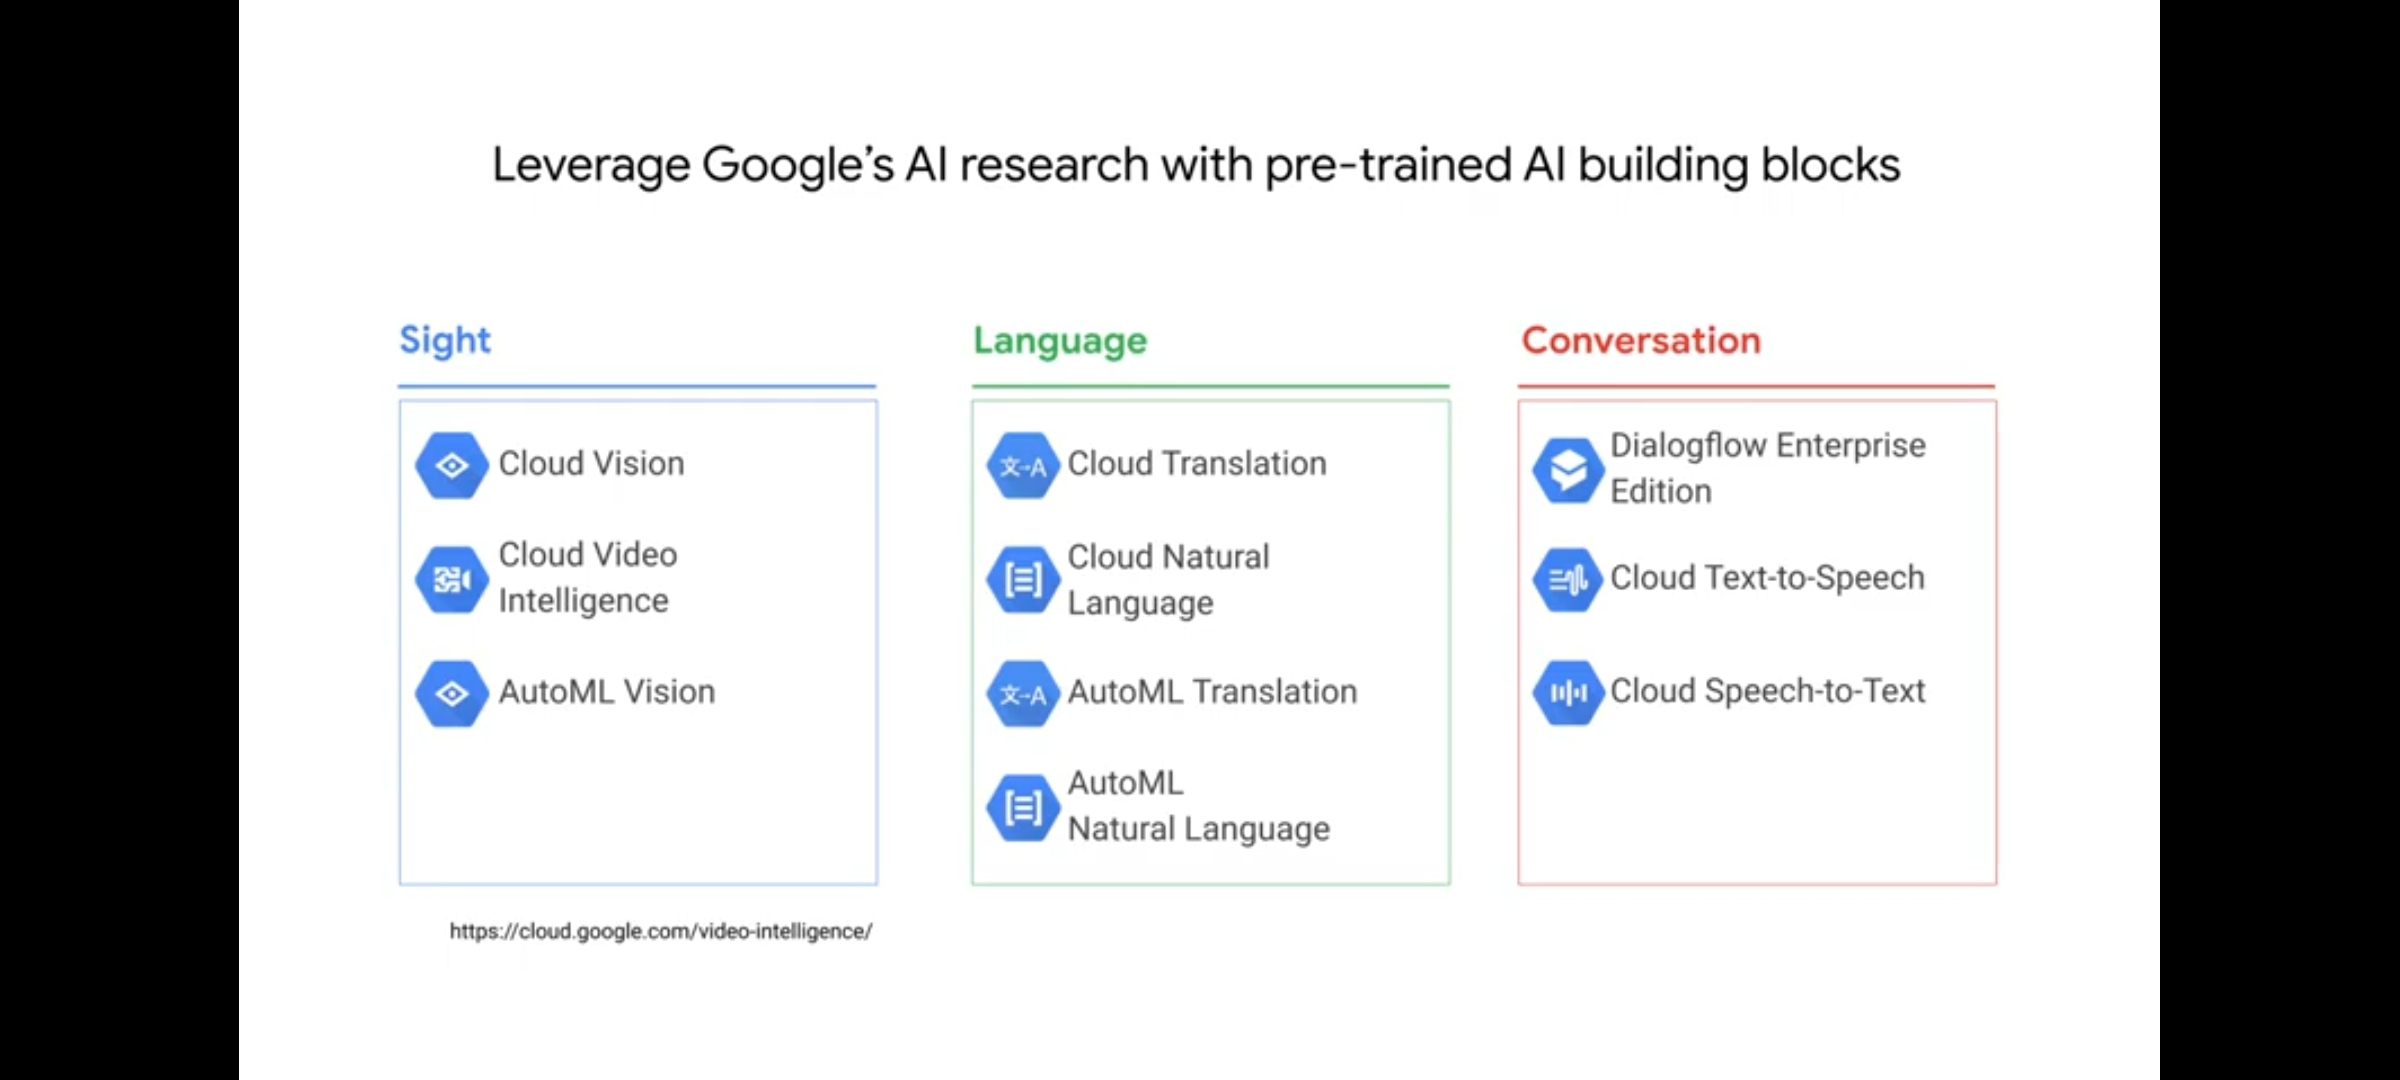 Leverage Google's AI research with pre-trained AI building blocks
Sight
Cloud Vision
Cloud Video
Intelligence
AutoML Vision
https://cloud.google.com/video-intelligence/
Language
文→A
Cloud Translation
Cloud Natural
Language
文→A
AutoML Translation
AutoML
Natural Language
Conversation
Dialogflow Enterprise
Edition
Cloud Text-to-Speech
Cloud Speech-to-Text